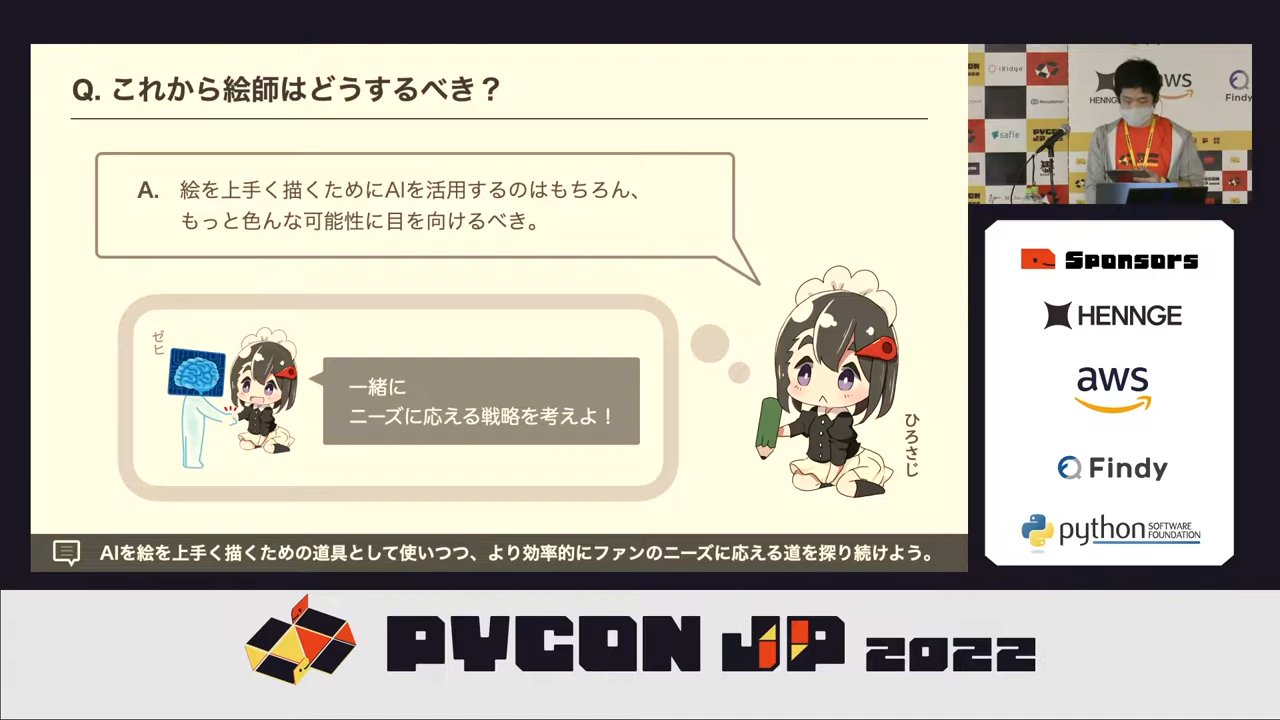 Q. これから絵師はどうするべき？
A. 絵を上手く描くためにAIを活用するのはもちろん、
もっと色んな可能性に目を向けるべき。
ゼヒ
一緒に
ニーズに応える戦略を考えよ！
ひろさじ
AIを絵を上手く描くための道具として使いつつ、より効率的にファンのニーズに応える道を探り続けよう。
iRidge
HENNGE
aws
Findy
safie
Sponsors
HENNGE
aws
Findy
python SOFTWARE
FOUNDATION
PYCON JP 2022